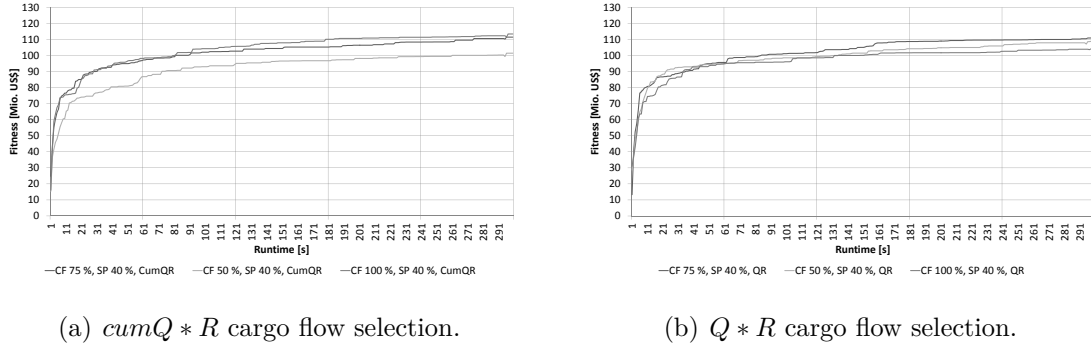 130
120
110
100
90
80
70
60
50
40
30
20
10
0
Fitness [Mio. US$]
1 11 21 31 41 51 61 71 81 91 101 111 121 131 141 151 161 171 181 191 201 211 221 231 241 251 261 271 281 291
Runtime [s]
CF 75 %, SP 40 %, CumQR CF 50 %, SP 40 %, CumQR CF 100 %, SP 40 %, CumQR
(a) cumQ ∗ R cargo flow selection.
130
120
110
100
90
80
70
60
50
40
30
20
10
0
Fitness [Mio. US$]
1 11 21 31 41 51 61 71 81 91 101 111 121 131 141 151 161 171 181 191 201 211 221 231 241 251 261 271 281 291
Runtime [s]
CF 75 %, SP 40 %, QR CF 50 %, SP 40 %, QR CF 100 %, SP 40 %, QR
(b) Q ∗ R cargo flow selection.